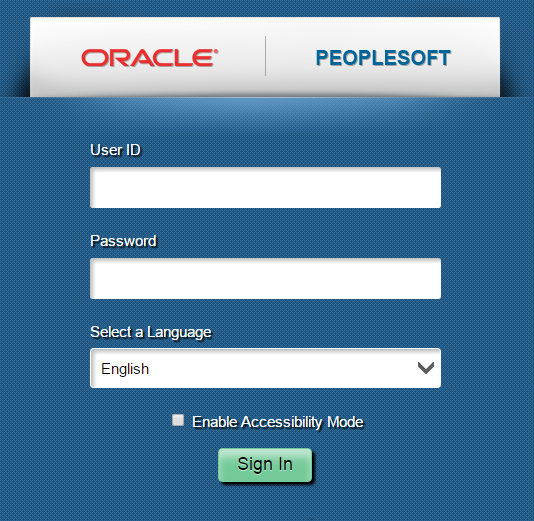 ORACLE® PEOPLESOFT
User ID
Password
Select a Language
English
Enable Accessibility Mode
Sign In